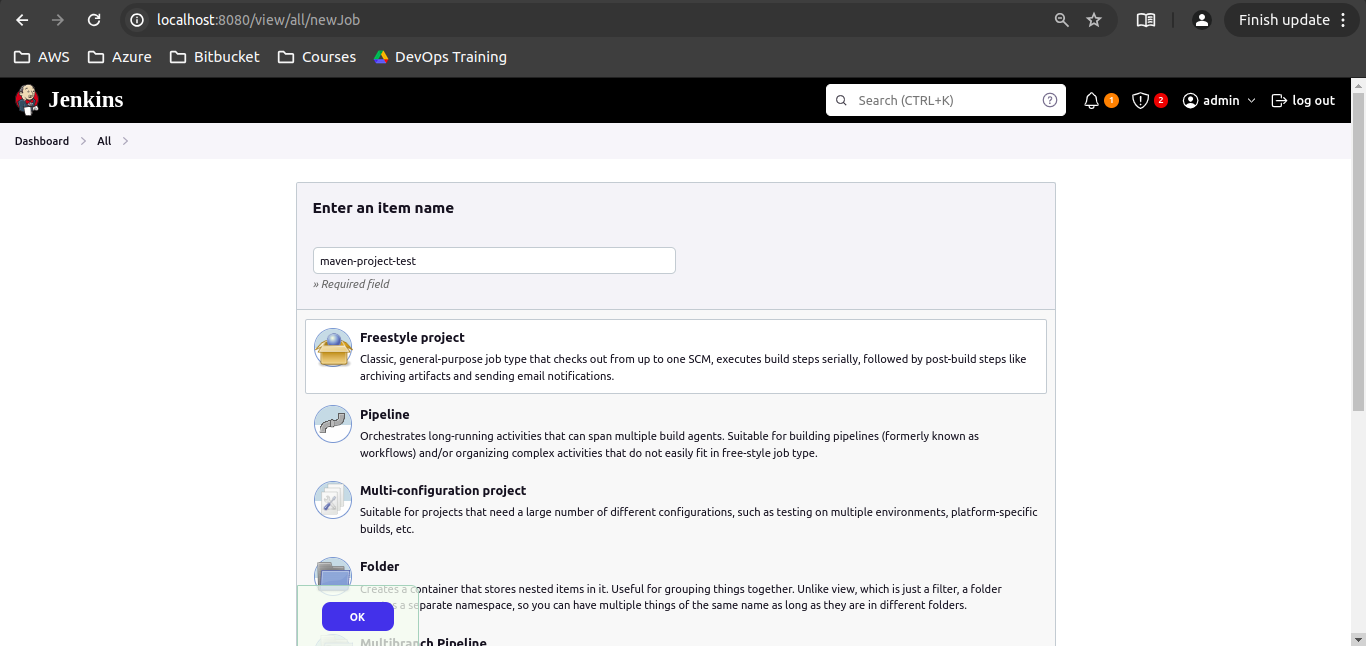 localhost:8080/view/all/newJob
Finish update
AWS
Azure
Bitbucket
Courses
DevOps Training
Jenkins
Search (CTRL+K)
1
2
admin
log out
Dashboard
All
Enter an item name
maven-project-test
» Required field
Freestyle project
Classic, general-purpose job type that checks out from up to one SCM, executes build steps serially, followed by post-build steps like
archiving artifacts and sending email notifications.
Pipeline
Orchestrates long-running activities that can span multiple build agents. Suitable for building pipelines (formerly known as
workflows) and/or organizing complex activities that do not easily fit in free-style job type.
Multi-configuration project
Suitable for projects that need a large number of different configurations, such as testing on multiple environments, platform-specific
builds, etc.
Folder
Creates a container that stores nested items in it. Useful for grouping things together. Unlike view, which is just a filter, a folder
a separate namespace, so you can have multiple things of the same name as long as they are in different folders.
OK
Multibranch Pipeline